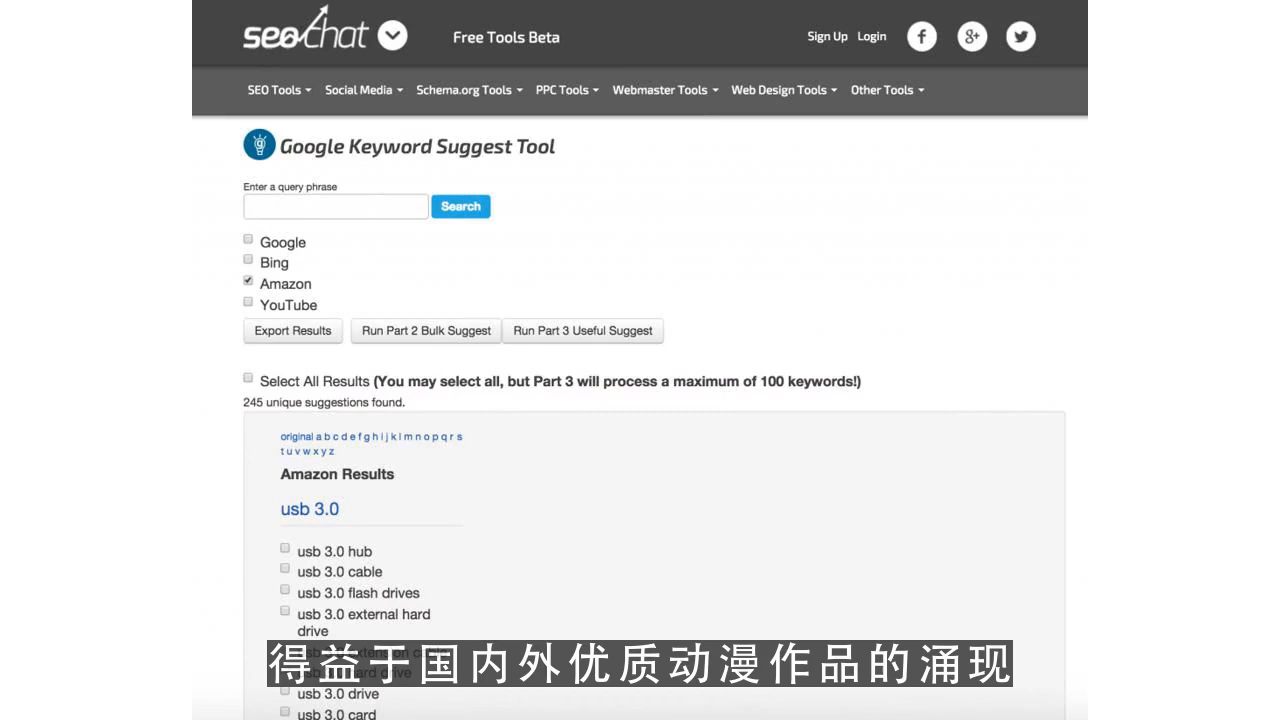 seochat
Free Tools Beta
Sign Up Login
SEO Tools Social Media Schema.org Tools PPC Tools Webmaster Tools Web Design Tools Other Tools
Google Keyword Suggest Tool
Enter a query phrase
Search
Google
Bing
Amazon
YouTube
Export Results Run Part 2 Bulk Suggest Run Part 3 Useful Suggest
Select All Results (You may select all, but Part 3 will process a maximum of 100 keywords!)
245 unique suggestions found.
original a b c d e f g h i j k l m n o p q r s
t u v w x y z
Amazon Results
usb 3.0
usb 3.0 hub
usb 3.0 cable
usb 3.0 flash drives
usb 3.0 external hard
drive
得益于国内外优质动漫作品的涌现
usb 3.0 drive
usb 3.0 card